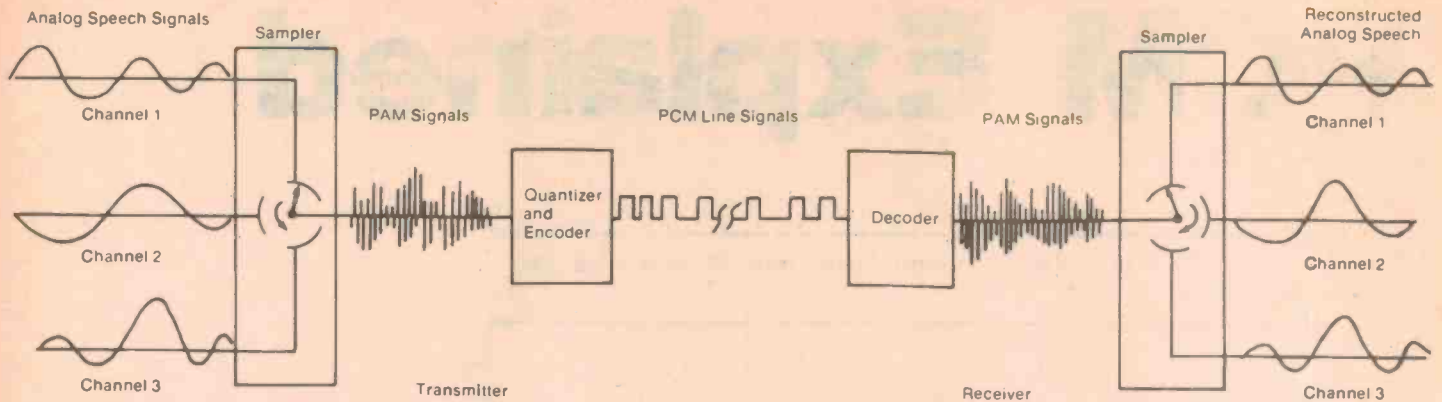 Analog Speech Signals
Sampler
Channel 1
PAM Signals
PCM Line Signals
PAM Signals
Sampler
Reconstructed
Analog Speech
Channel 1
Quantizer
and
Encoder
Decoder
Channel 2
Channel 2
Channel 3
Transmitter
Receiver
Channel 3